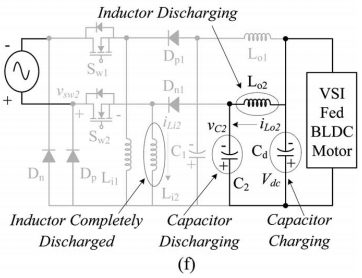 Inductor Discharging
-
+
Sw1
Dp1
Lo1
vsw2
+
-
Sw2
Dn1
Lo2
iLi2
vC2
iLo2
VSI
Fed
BLDC
Motor
Dn
Dp
Li1
Li2
C1
-
+
-
+
C2
Cd
-
+
Vdc
Inductor Completely
Discharged
Capacitor
Discharging
Capacitor
Charging
(f)